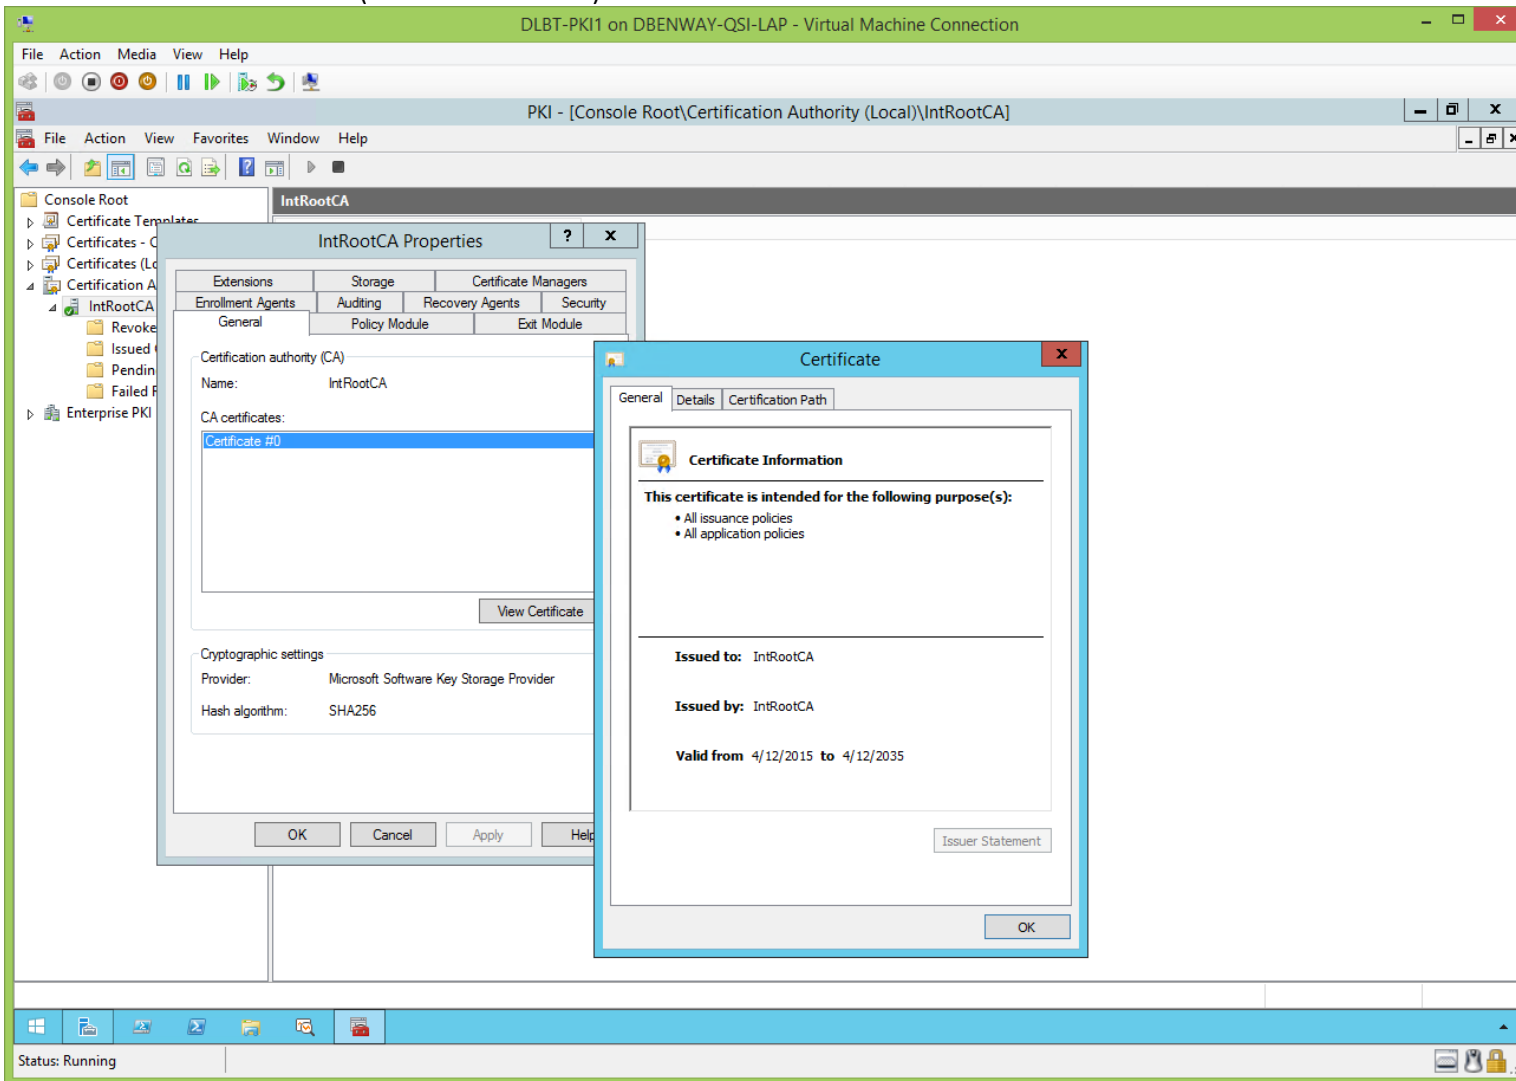 DLBT-PKI1 on DBENWAY-QSI-LAP - Virtual Machine Connection
File Action Media View Help
PKI - [Console Root\Certification Authority (Local)\IntRootCA]
File Action View Favorites Window Help
Console Root
IntRootCA
Certificate Templates
Certificates - C
Certificates (Lo
Certification A
IntRootCA
Revoke
Issued
Pendin
Failed R
Enterprise PKI
IntRootCA Properties
Extensions Storage Certificate Managers
Enrollment Agents Auditing Recovery Agents Security
General Policy Module Exit Module
Certification authority (CA)
Name: IntRootCA
CA certificates:
Certificate #0
View Certificate
Cryptographic settings
Provider: Microsoft Software Key Storage Provider
Hash algorithm: SHA256
OK Cancel Apply Help
Certificate
General Details Certification Path
Certificate Information
This certificate is intended for the following purpose(s):
• All issuance policies
• All application policies
Issued to: IntRootCA
Issued by: IntRootCA
Valid from 4/12/2015 to 4/12/2035
Issuer Statement
OK
Status: Running